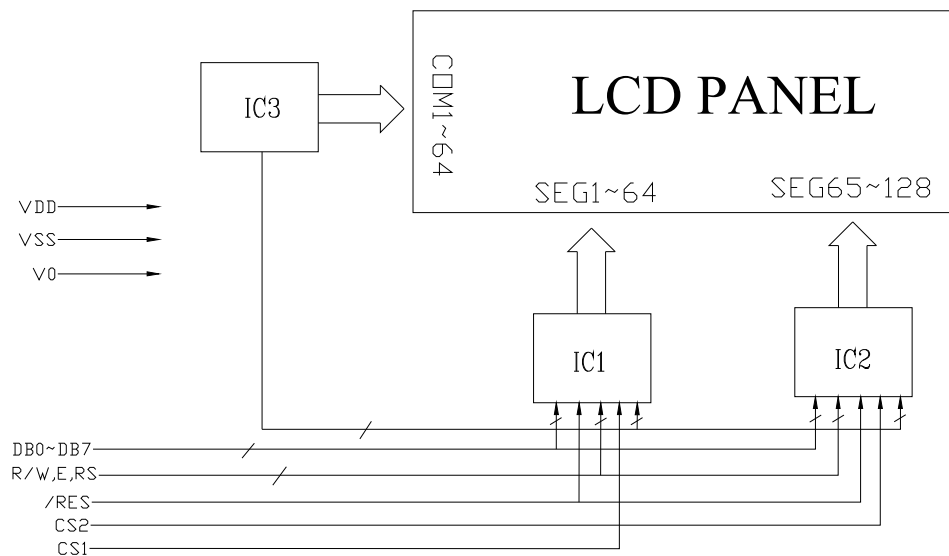 LCD PANEL
COM1~64
IC3
SEG1~64
SEG65~128
VDD
VSS
V0
IC1
IC2
DB0~DB7
R/W,E,RS
/RES
CS2
CS1